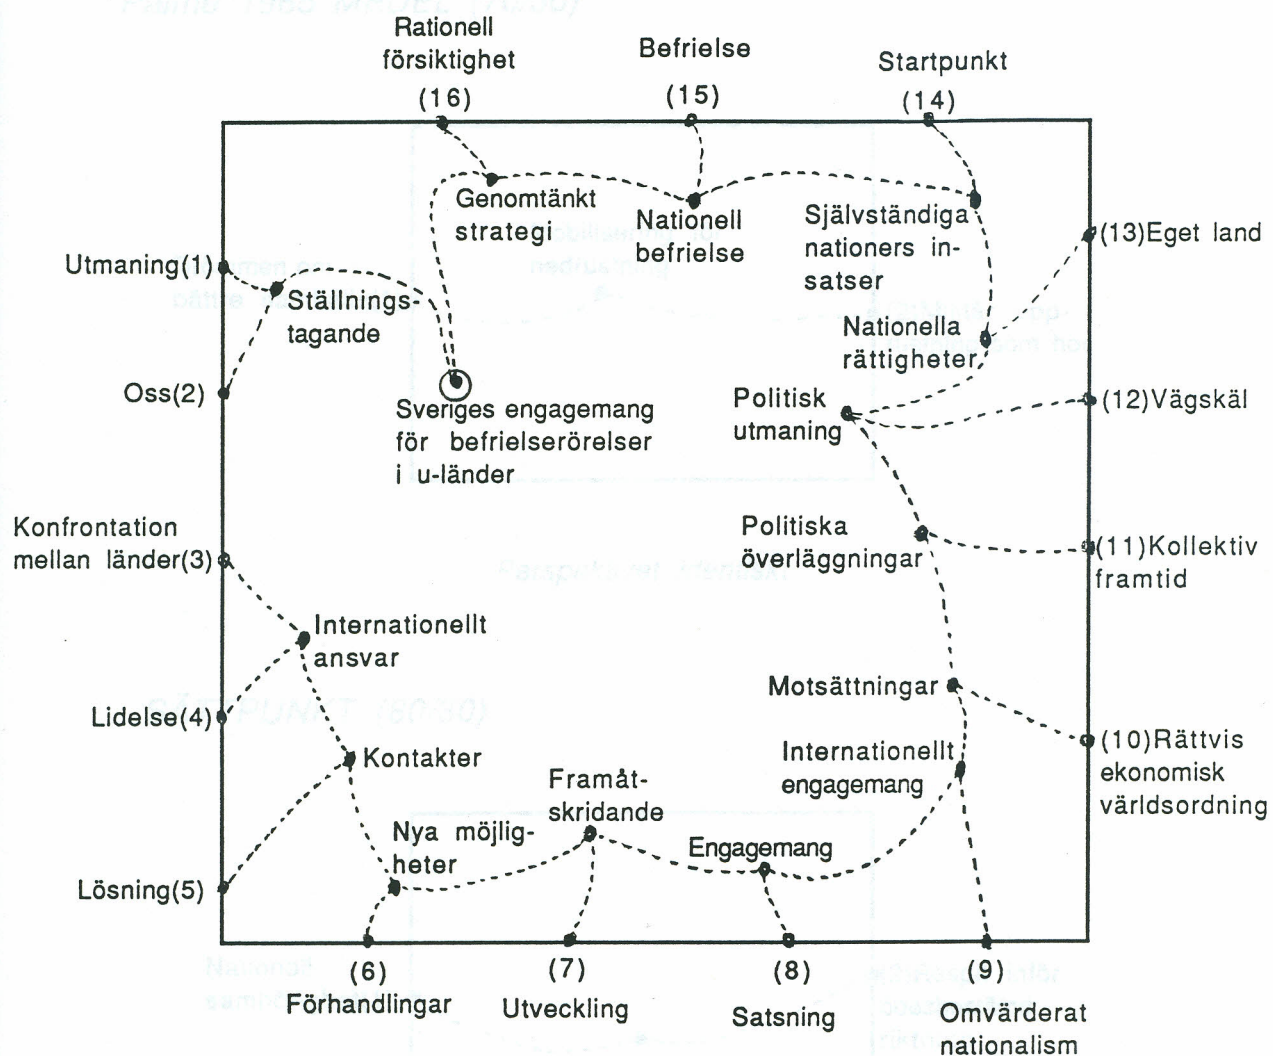 Rationell
försiktighet
(16)
Befrielse
(15)
Startpunkt
(14)
Genomtänkt
strategi
Nationell
befrielse
Självständiga
nationers in-
satser
(13)Eget land
Utmaning(1)
Ställnings-
tagande
Nationella
rättigheter
Oss(2)
Sveriges engagemang
för befrielserörelser
i u-länder
Politisk
utmaning
(12)Vägskäl
Konfrontation
mellan länder(3)
Politiska
överläggningar
(11)Kollektiv
framtid
Internationellt
ansvar
Lidelse(4)
Motsättningar
(10)Rättvis
ekonomisk
världsordning
Kontakter
Internationellt
engagemang
Framåt-
skridande
Nya möjlig-
heter
Engagemang
Lösning(5)
(6)
Förhandlingar
(7)
Utveckling
(8)
Satsning
(9)
Omvärderat
nationalism